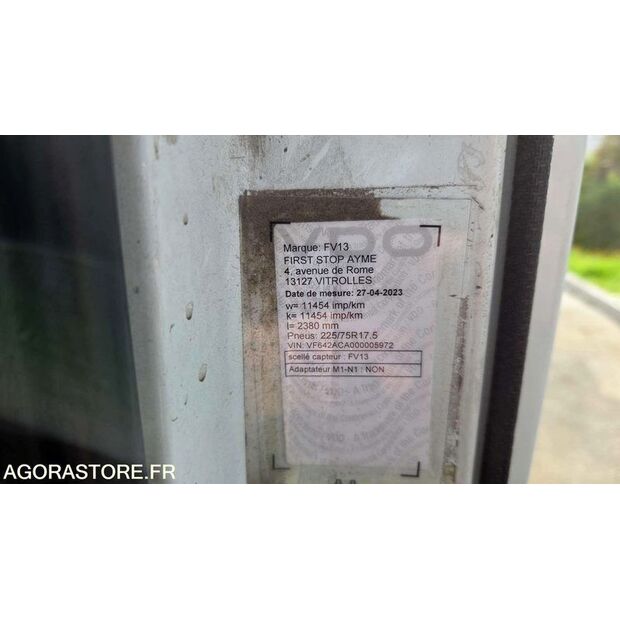 VDO
Marque: FV13
FIRST STOP AYME
4, avenue de Rome
13127 VITROLLES
Date de mesure: 27-04-2023
w= 11454 imp/km
k= 11454 imp/km
l= 2380 mm
Pneus: 225/75R17,5
VIN: VF642ACA000005972
scellé capteur : FV13
Adaptateur M1-N1 : NON
AGORASTORE.FR